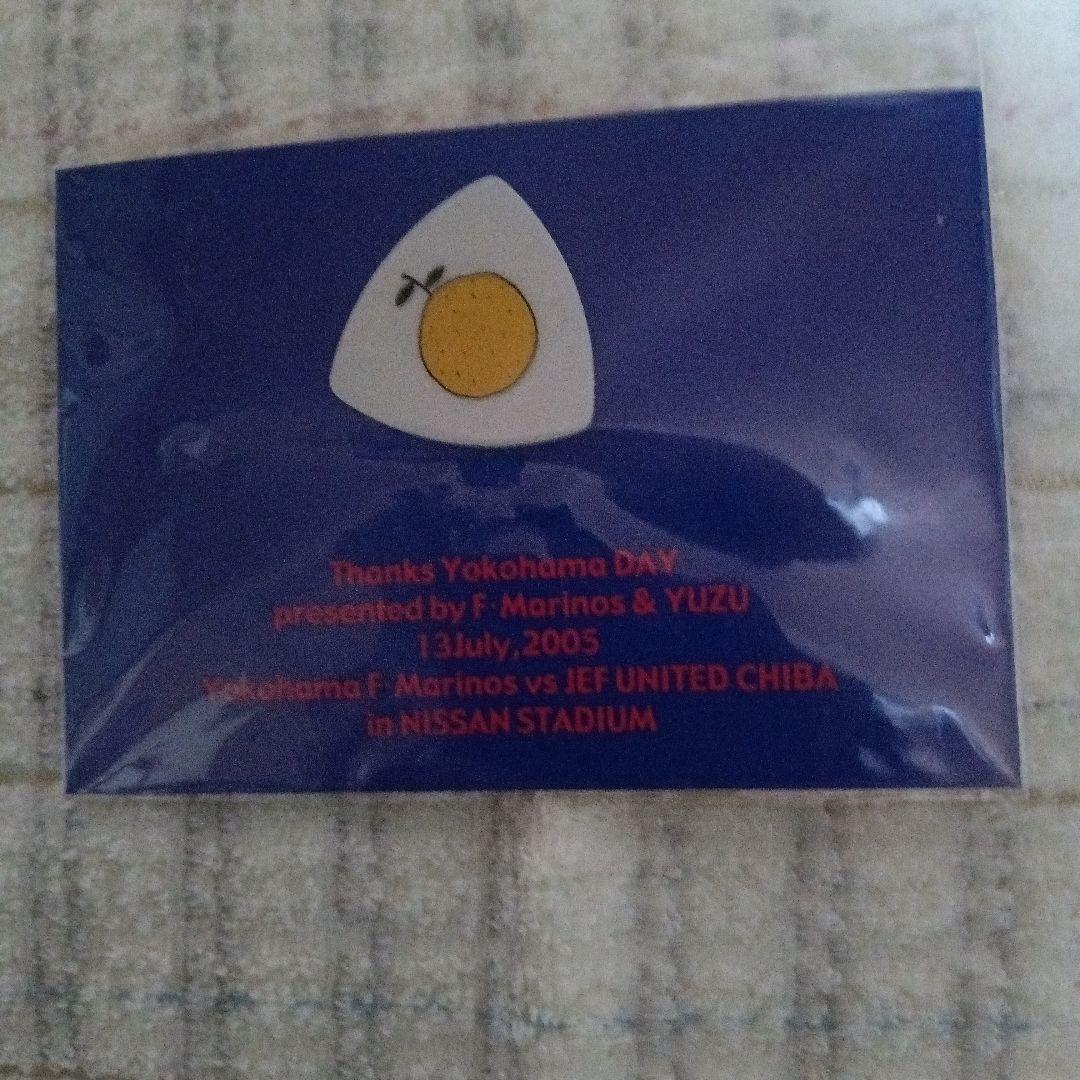 Thanks Yokohama DAY
presented by F·Marinos & YUZU
13July,2005
Yokohama F·Marinos vs JEF UNITED CHIBA
in NISSAN STADIUM